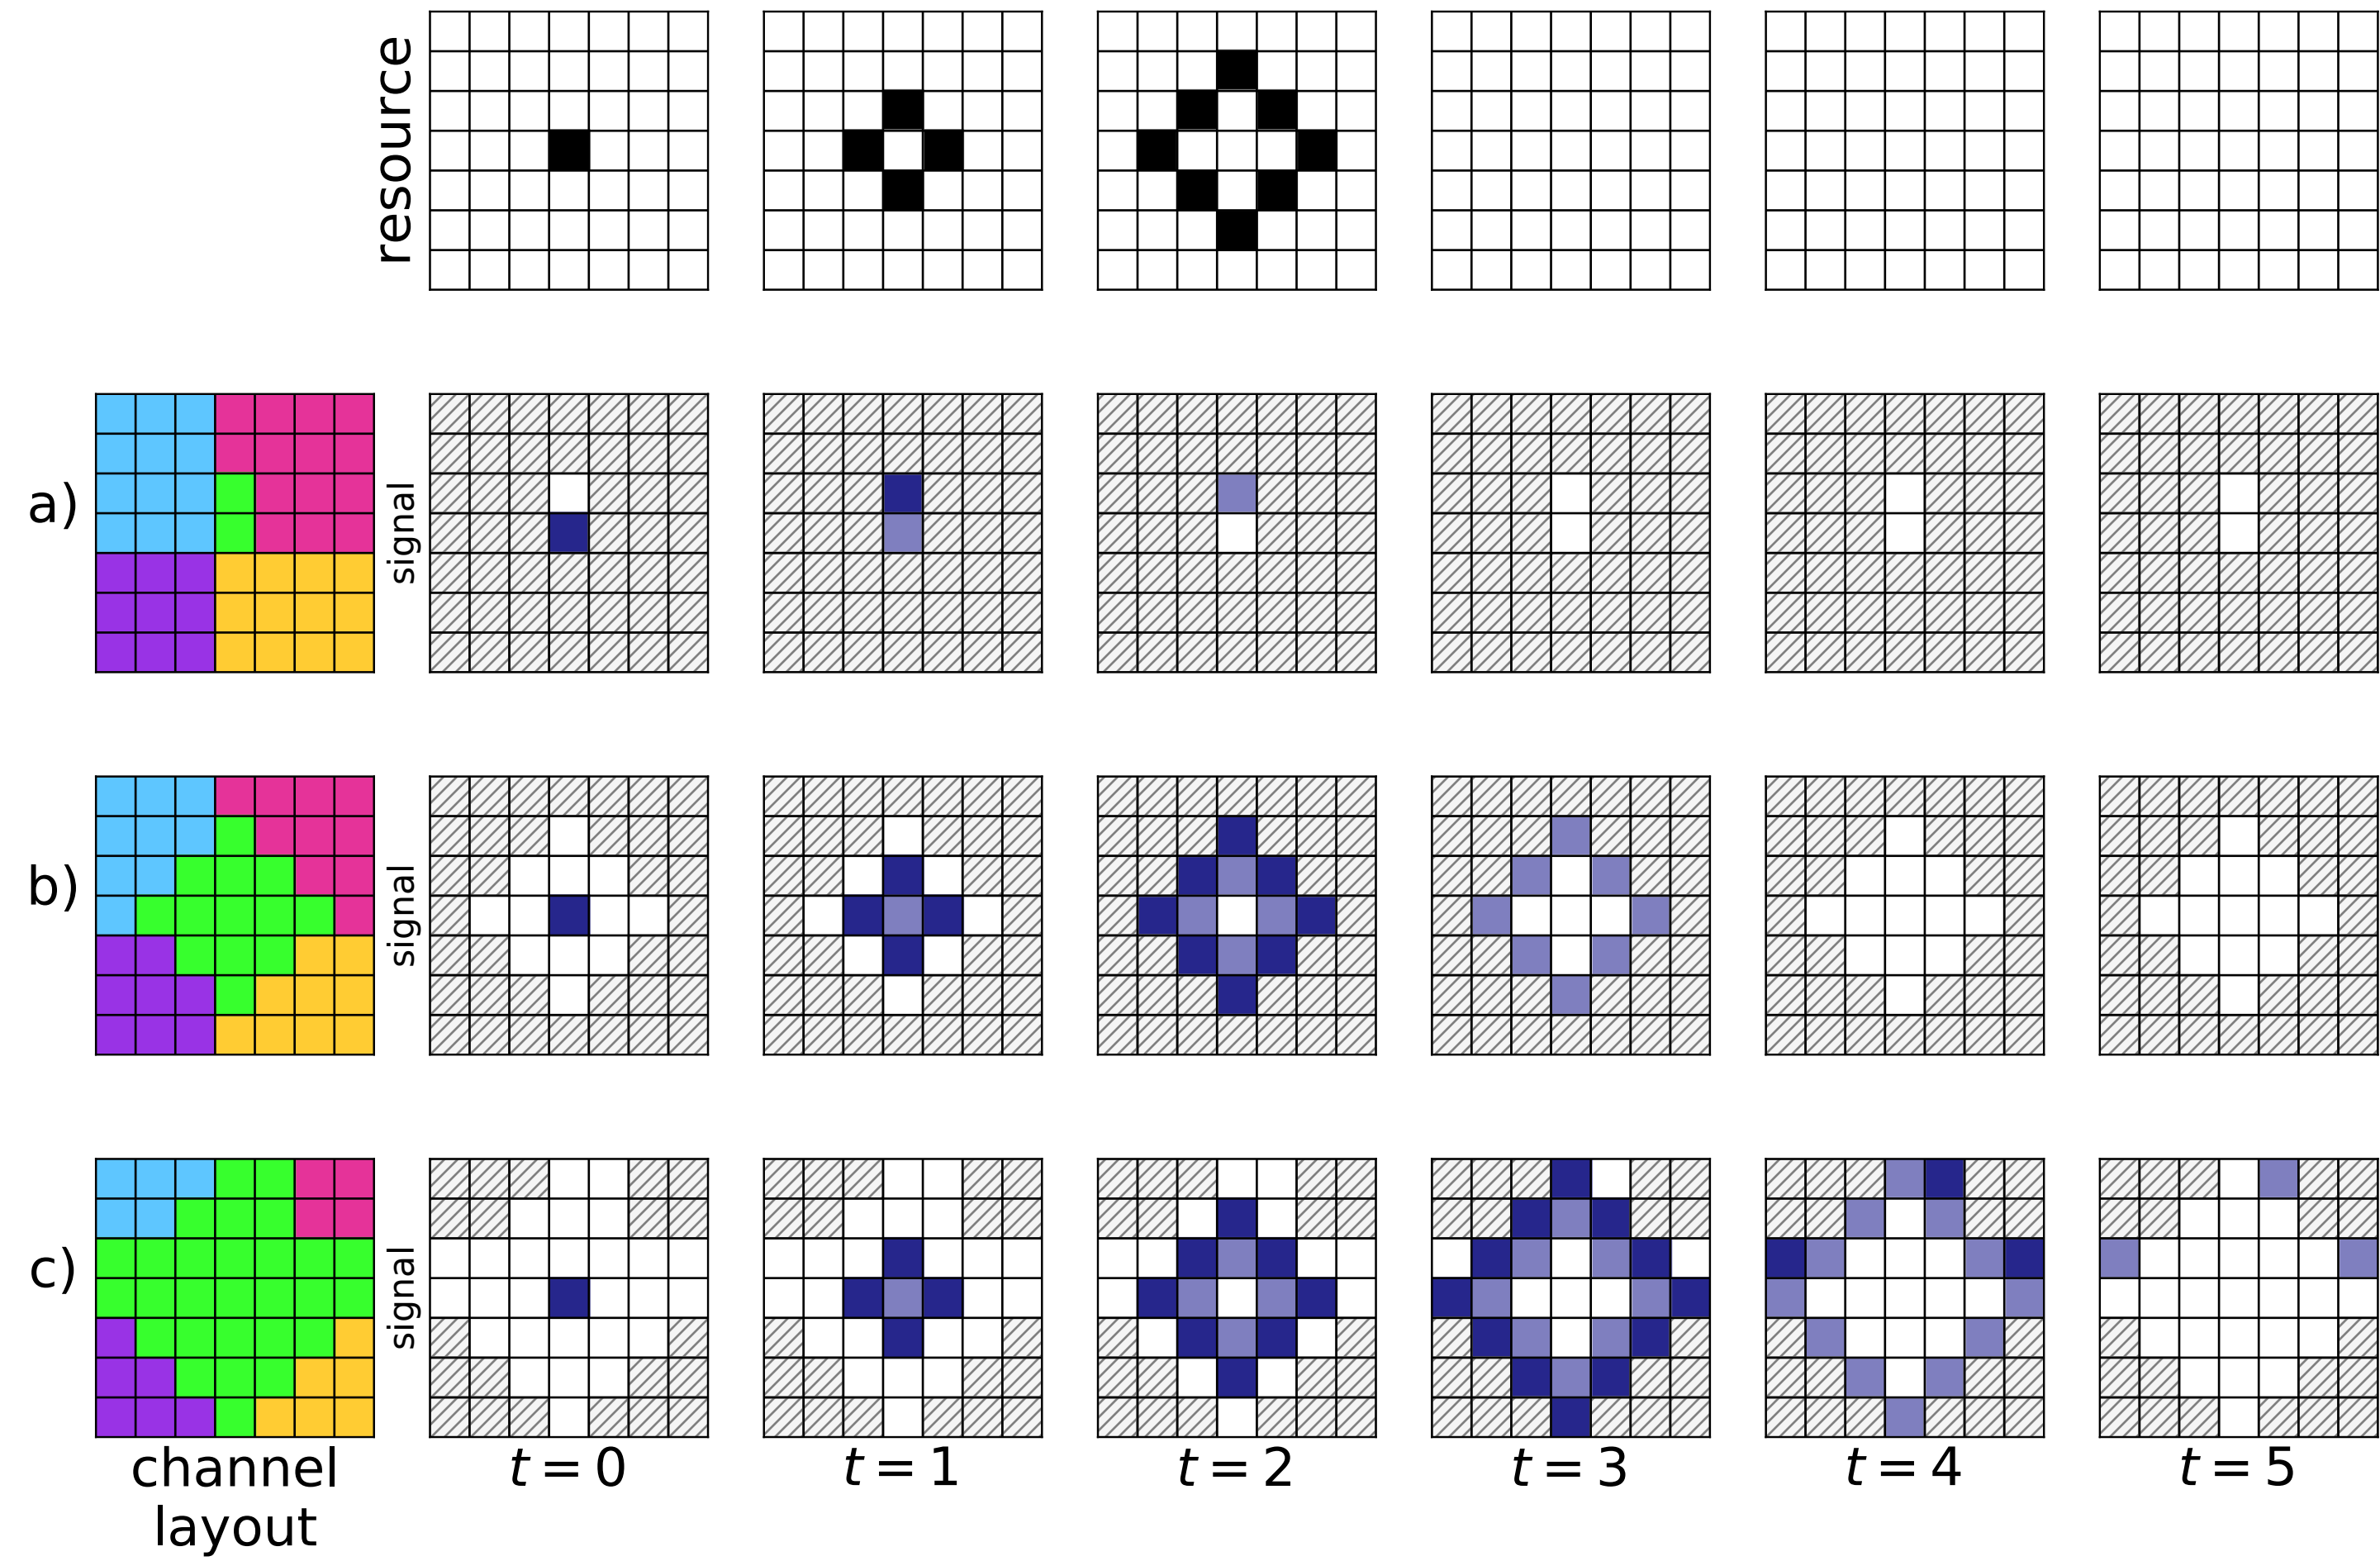 resource
a)
signal
b)
signal
c)
signal
channel
layout
t = 0
t = 1
t = 2
t = 3
t = 4
t = 5